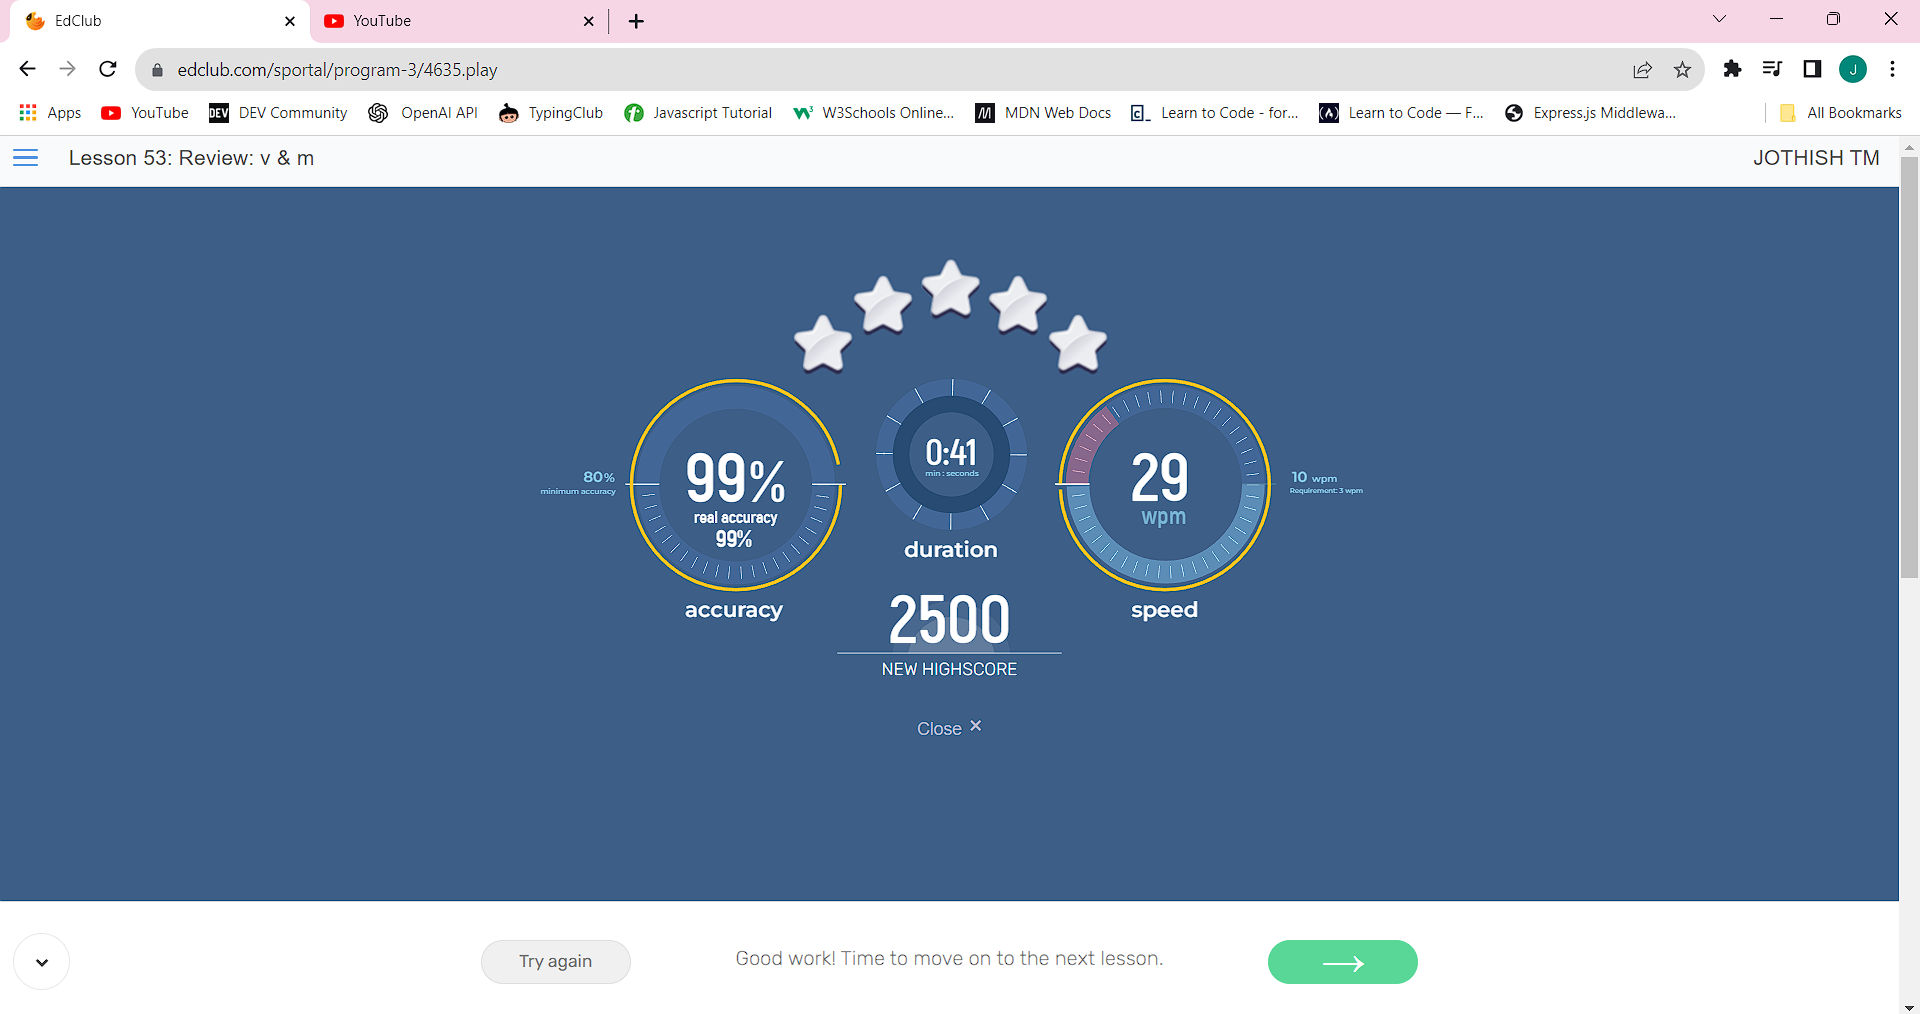 EdClub
YouTube
edclub.com/sportal/program-3/4635.play
J
Apps
YouTube
DEV DEV Community
OpenAI API
TypingClub
Javascript Tutorial
W3Schools Online...
MDN Web Docs
Learn to Code - for...
Learn to Code — F...
Express.js Middlewa...
All Bookmarks
Lesson 53: Review: v & m
JOTHISH TM
80%
minimum accuracy
99%
real accuracy
99%
accuracy
0:41
min : seconds
duration
29
wpm
speed
10 wpm
Requirement: 3 wpm
2500
NEW HIGHSCORE
Close ×
Try again
Good work! Time to move on to the next lesson.